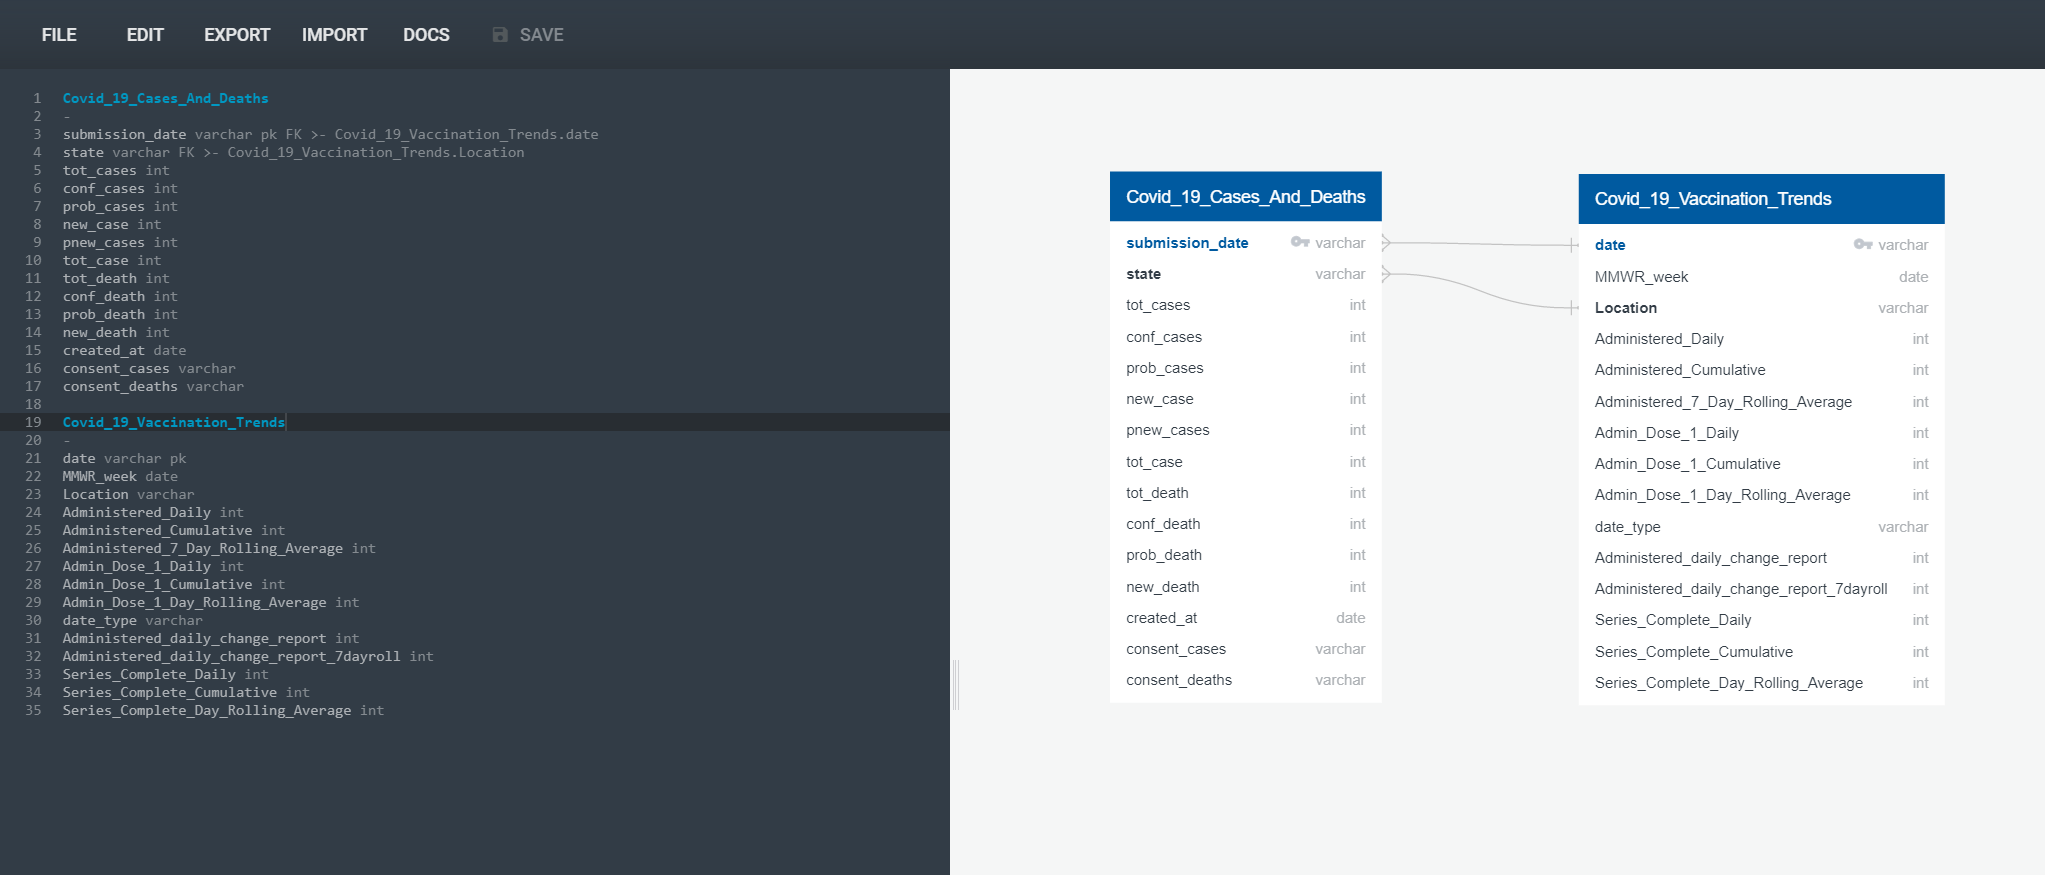 FILE EDIT EXPORT IMPORT DOCS SAVE
1 Covid_19_Cases_And_Deaths
2 -
3 submission_date varchar pk FK >- Covid_19_Vaccination_Trends.date
4 state varchar FK >- Covid_19_Vaccination_Trends.Location
5 tot_cases int
6 conf_cases int
7 prob_cases int
8 new_case int
9 pnew_cases int
10 tot_case int
11 tot_death int
12 conf_death int
13 prob_death int
14 new_death int
15 created_at date
16 consent_cases varchar
17 consent_deaths varchar
18
19 Covid_19_Vaccination_Trends
20 -
21 date varchar pk
22 MMWR_week date
23 Location varchar
24 Administered_Daily int
25 Administered_Cumulative int
26 Administered_7_Day_Rolling_Average int
27 Admin_Dose_1_Daily int
28 Admin_Dose_1_Cumulative int
29 Admin_Dose_1_Day_Rolling_Average int
30 date_type varchar
31 Administered_daily_change_report int
32 Administered_daily_change_report_7dayroll int
33 Series_Complete_Daily int
34 Series_Complete_Cumulative int
35 Series_Complete_Day_Rolling_Average int
Covid_19_Cases_And_Deaths
submission_date varchar
state varchar
tot_cases int
conf_cases int
prob_cases int
new_case int
pnew_cases int
tot_case int
tot_death int
conf_death int
prob_death int
new_death int
created_at date
consent_cases varchar
consent_deaths varchar
Covid_19_Vaccination_Trends
date varchar
MMWR_week date
Location varchar
Administered_Daily int
Administered_Cumulative int
Administered_7_Day_Rolling_Average int
Admin_Dose_1_Daily int
Admin_Dose_1_Cumulative int
Admin_Dose_1_Day_Rolling_Average int
date_type varchar
Administered_daily_change_report int
Administered_daily_change_report_7dayroll int
Series_Complete_Daily int
Series_Complete_Cumulative int
Series_Complete_Day_Rolling_Average int